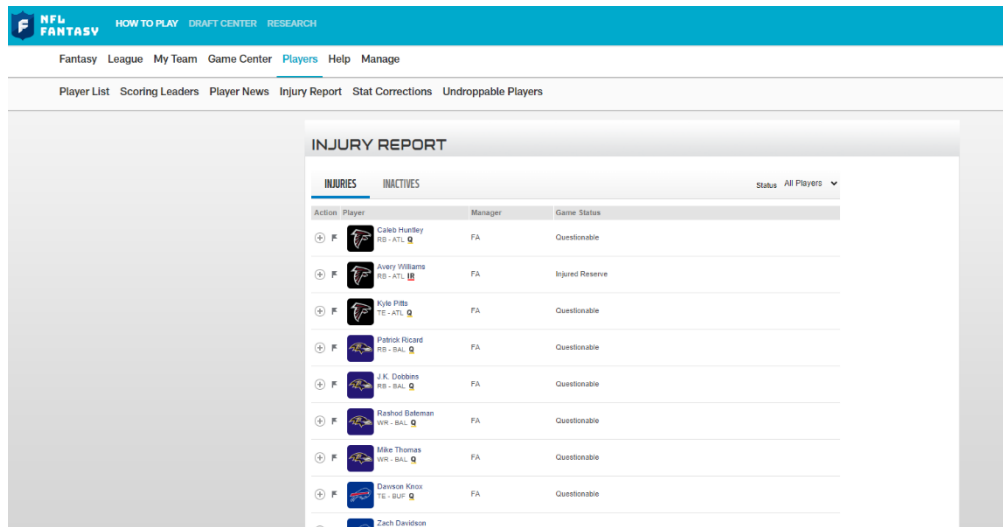 NFL
FANTASY
HOW TO PLAY DRAFT CENTER RESEARCH
Fantasy League My Team Game Center Players Help Manage
Player List Scoring Leaders Player News Injury Report Stat Corrections Undroppable Players
INJURY REPORT
INJURIES INACTIVES Status All Players
Action Player Manager Game Status
Caleb Huntley
RB - ATL Q FA Questionable
Avery Williams
RB - ATL IR FA Injured Reserve
Kyle Pitts
TE - ATL Q FA Questionable
Patrick Ricard
RB - BAL Q FA Questionable
J.K. Dobbins
RB - BAL Q FA Questionable
Rashod Bateman
WR - BAL Q FA Questionable
Mike Thomas
WR - BAL Q FA Questionable
Dawson Knox
TE - BUF Q FA Questionable
Zach Davidson